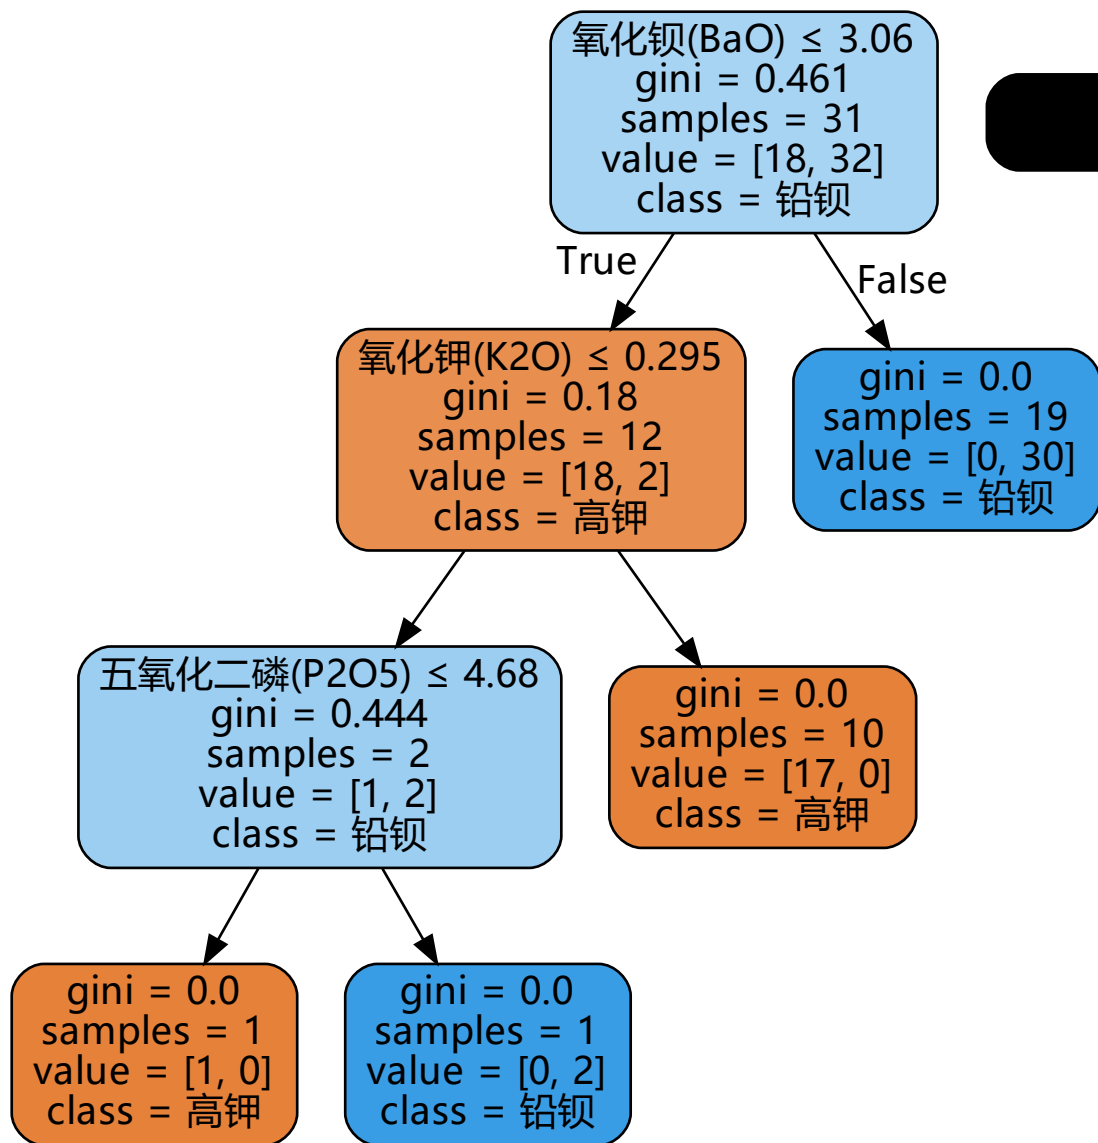 氧化钡(BaO) ≤ 3.06
gini = 0.461
samples = 31
value = [18, 32]
class = 铅钡
True
False
氧化钾(K2O) ≤ 0.295
gini = 0.18
samples = 12
value = [18, 2]
class = 高钾
gini = 0.0
samples = 19
value = [0, 30]
class = 铅钡
五氧化二磷(P2O5) ≤ 4.68
gini = 0.444
samples = 2
value = [1, 2]
class = 铅钡
gini = 0.0
samples = 10
value = [17, 0]
class = 高钾
gini = 0.0
samples = 1
value = [1, 0]
class = 高钾
gini = 0.0
samples = 1
value = [0, 2]
class = 铅钡